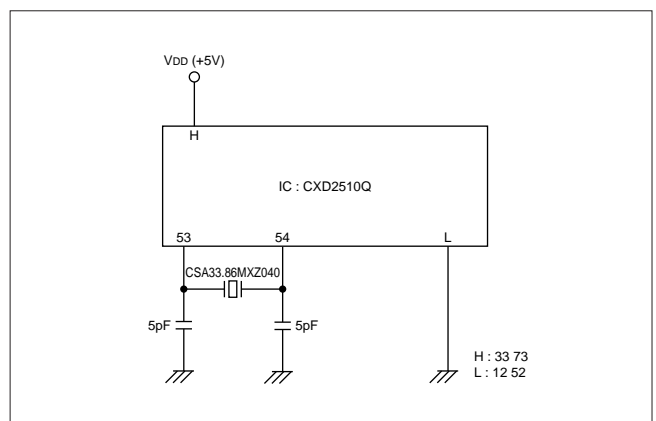 VDD (+5V)
H
IC : CXD2510Q
53 54 L
CSA33.86MXZ040
5pF 5pF
H : 33 73
L : 12 52